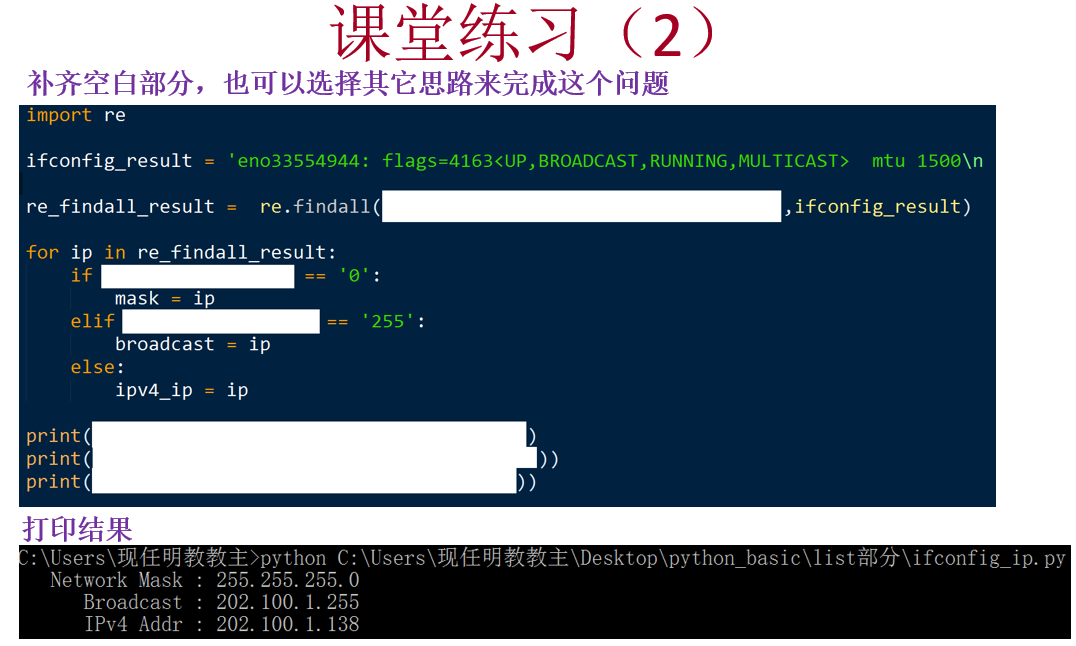 课堂练习（2）
补齐空白部分，也可以选择其它思路来完成这个问题
import re
ifconfig_result = 'eno33554944: flags=4163<UP,BROADCAST,RUNNING,MULTICAST>  mtu 1500\n
re_findall_result =  re.findall(                    ,ifconfig_result)
for ip in re_findall_result:
    if                  == '0':
        mask = ip
    elif                  == '255':
        broadcast = ip
    else:
        ipv4_ip = ip
print(                                       )
print(                                        ))
print(                                      ))
打印结果
C:\Users\现任明教教主>python C:\Users\现任明教教主\Desktop\python_basic\list部分\ifconfig_ip.py
Network Mask : 255.255.255.0
Broadcast : 202.100.1.255
IPv4 Addr : 202.100.1.138